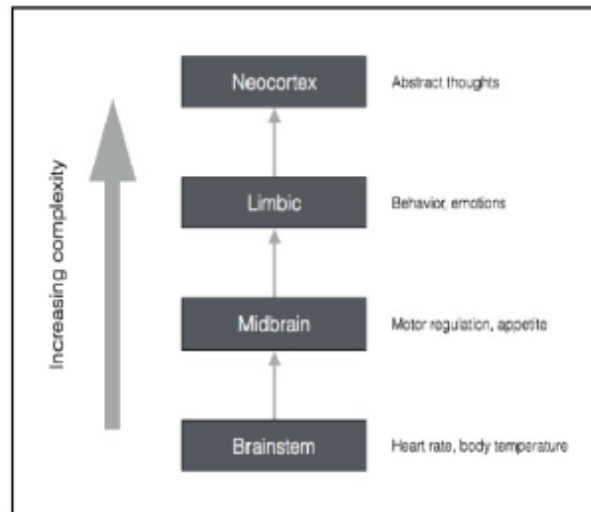 Neocortex
Abstract thoughts
Limbic
Behavior, emotions
Midbrain
Motor regulation, appetite
Brainstem
Heart rate, body temperature
Increasing complexity